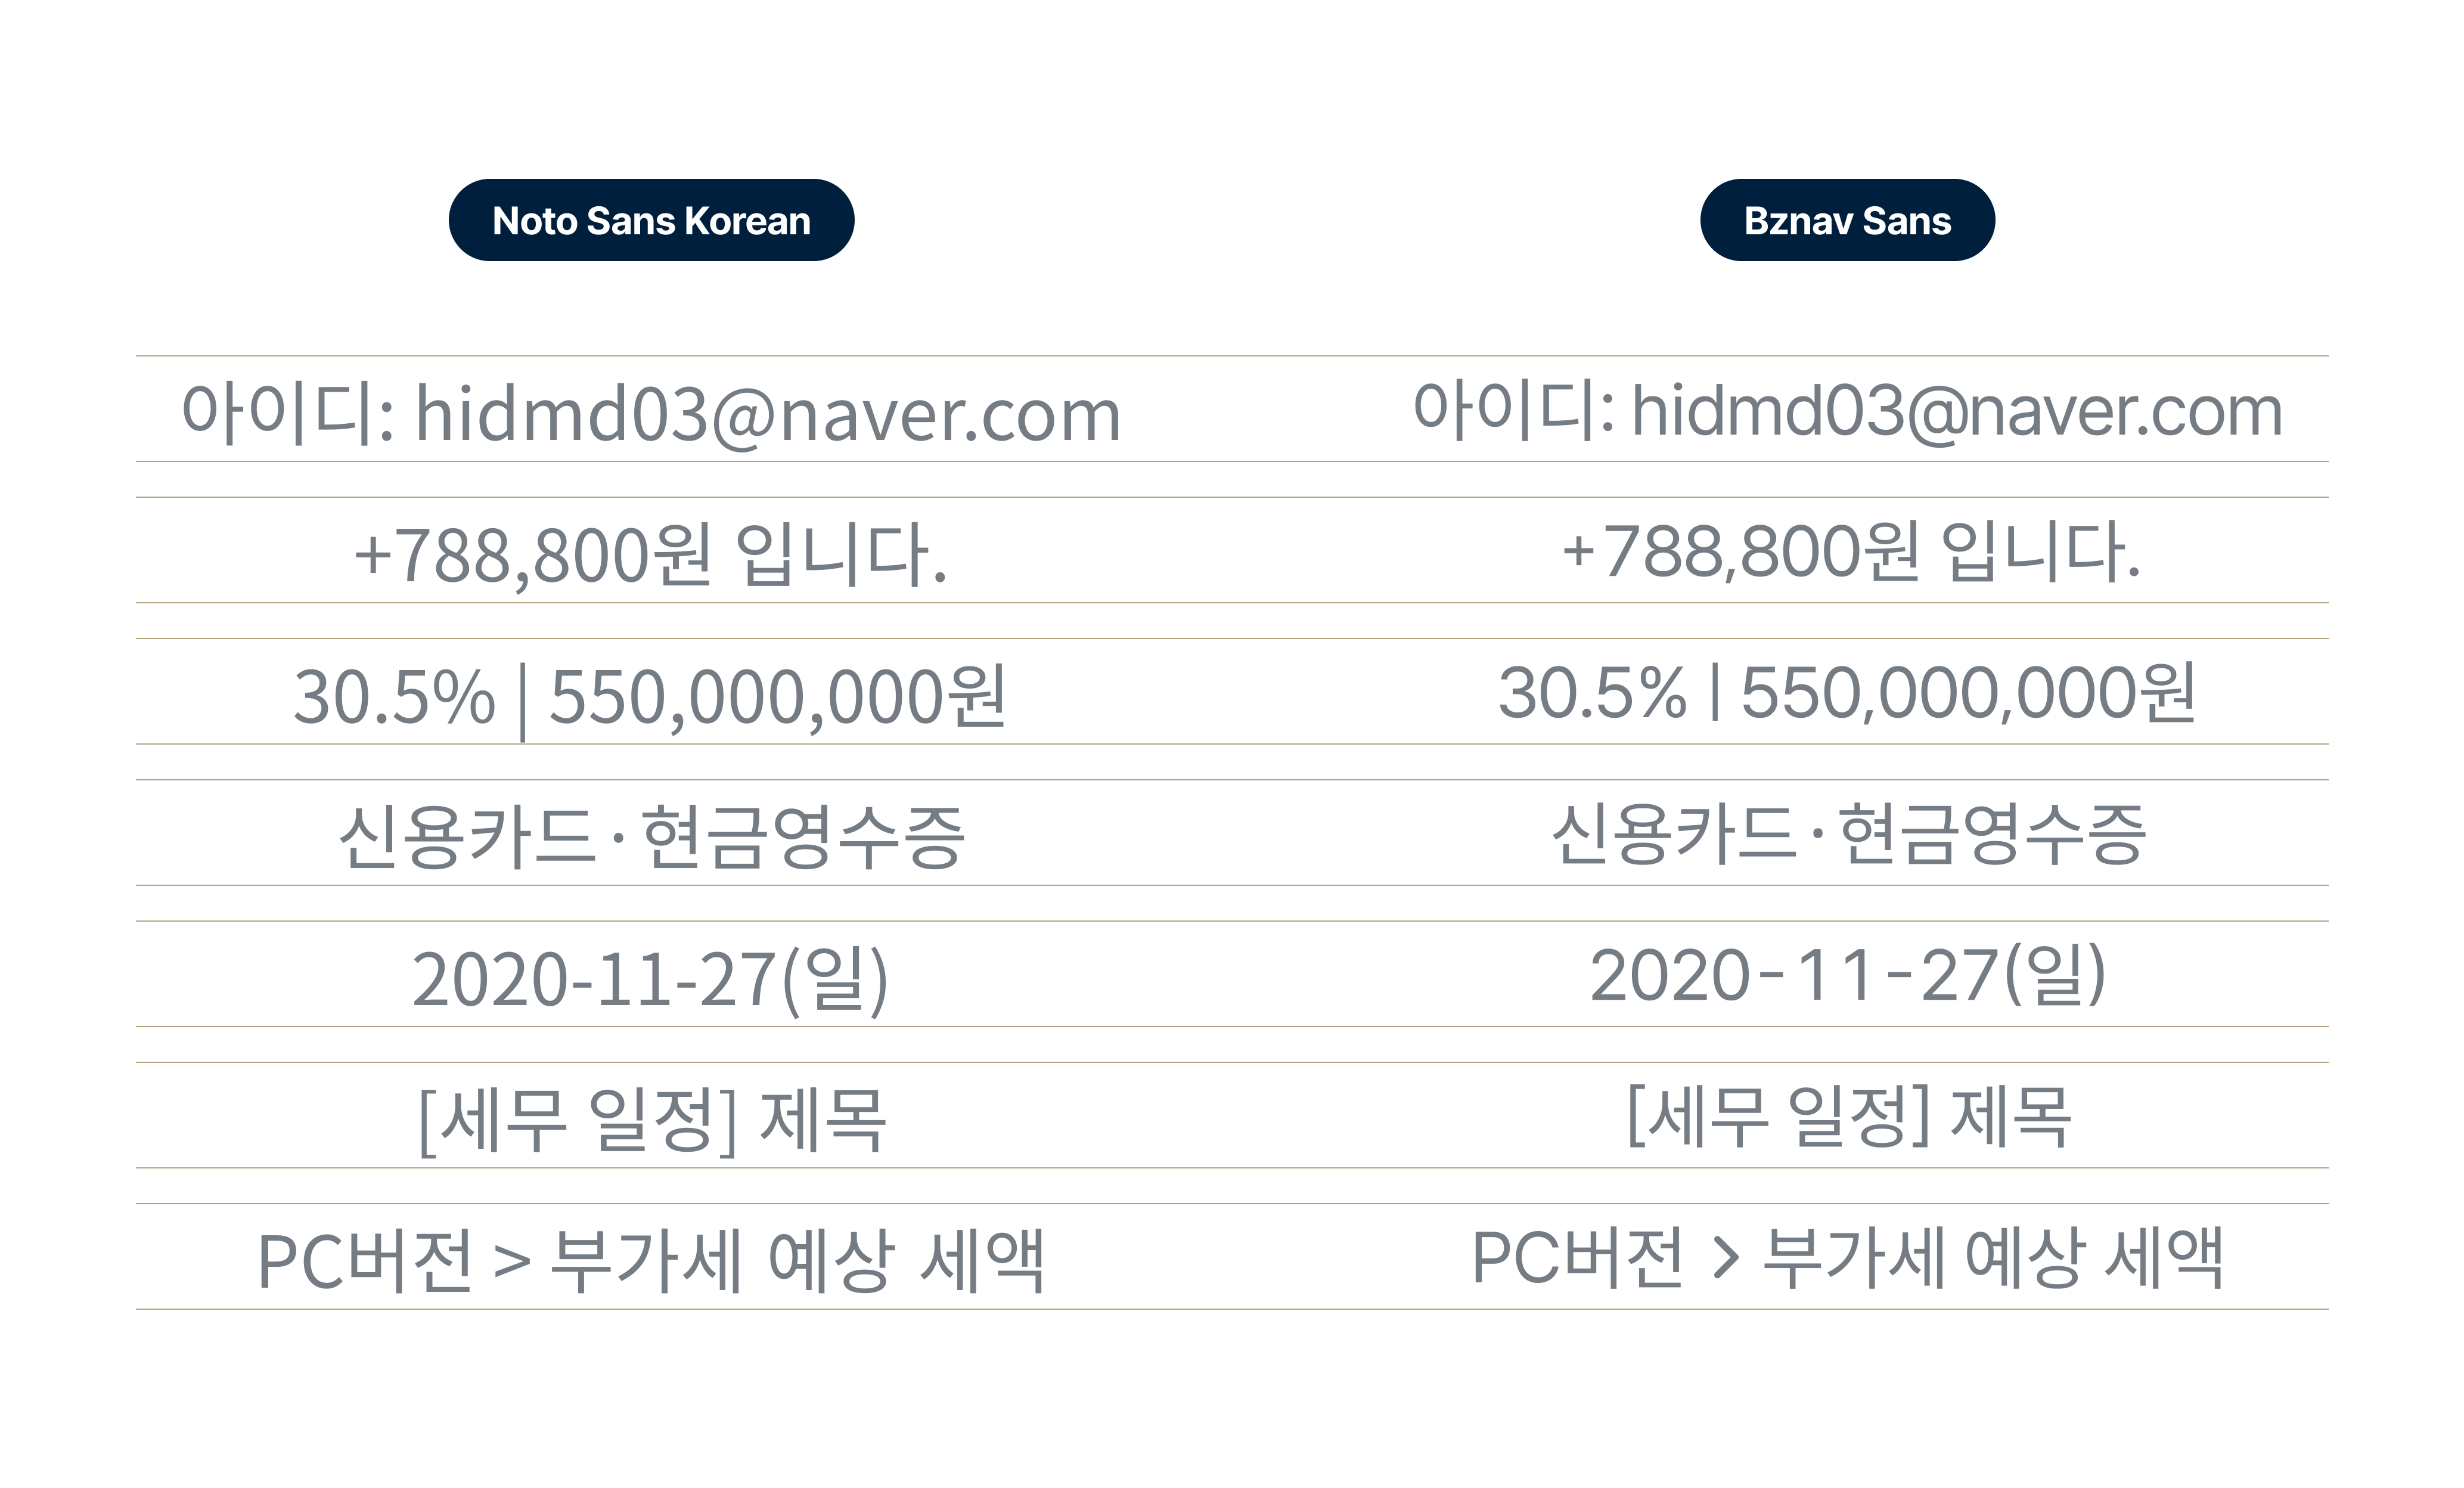 Noto Sans Korean
Bznav Sans
아이디: hidmd03@naver.com
아이디: hidmd03@naver.com
+788,800원 입니다.
+788,800원 입니다.
30.5% | 550,000,000원
30.5% | 550,000,000원
신용카드 · 현금영수증
신용카드 · 현금영수증
2020-11-27(일)
2020-11-27(일)
[세무 일정] 제목
[세무 일정] 제목
PC버전 > 부가세 예상 세액
PC버전 > 부가세 예상 세액